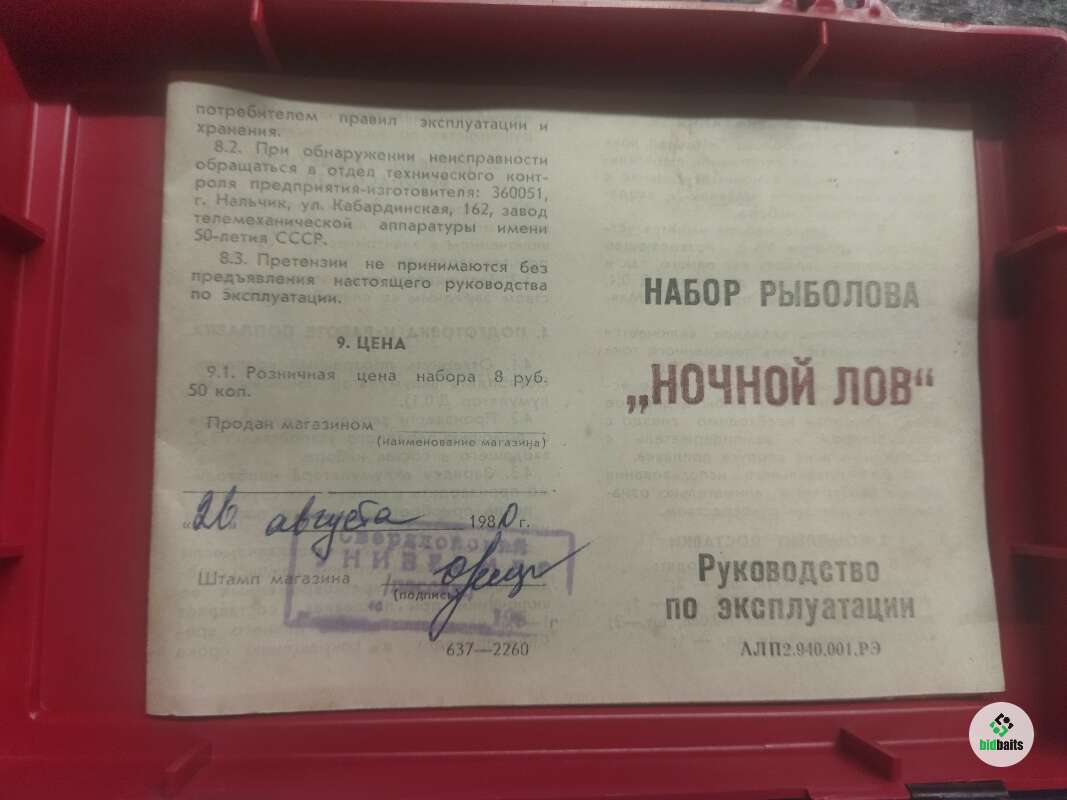 потребителем правил эксплуатации и
хранения.
8.2. При обнаружении неисправности
обращаться в отдел технического конт-
роля предприятия-изготовителя: 360051,
г. Нальчик, ул. Кабардинская, 162, завод
телемеханической аппаратуры имени
50-летия СССР.
8.3. Претензии не принимаются без
предъявления настоящего руководства
по эксплуатации.
9. ЦЕНА
9.1. Розничная цена набора 8 руб.
50 коп.
Продан магазином
(наименование магазина)
„26“ августа 1980 г.
Свердловский
УНИВЕРМАГ
Штамп магазина
(подпись)
198 г
637—2260
НАБОР РЫБОЛОВА
„НОЧНОЙ ЛОВ“
Руководство
по эксплуатации
АЛП2.940.001.РЭ
bidbaits